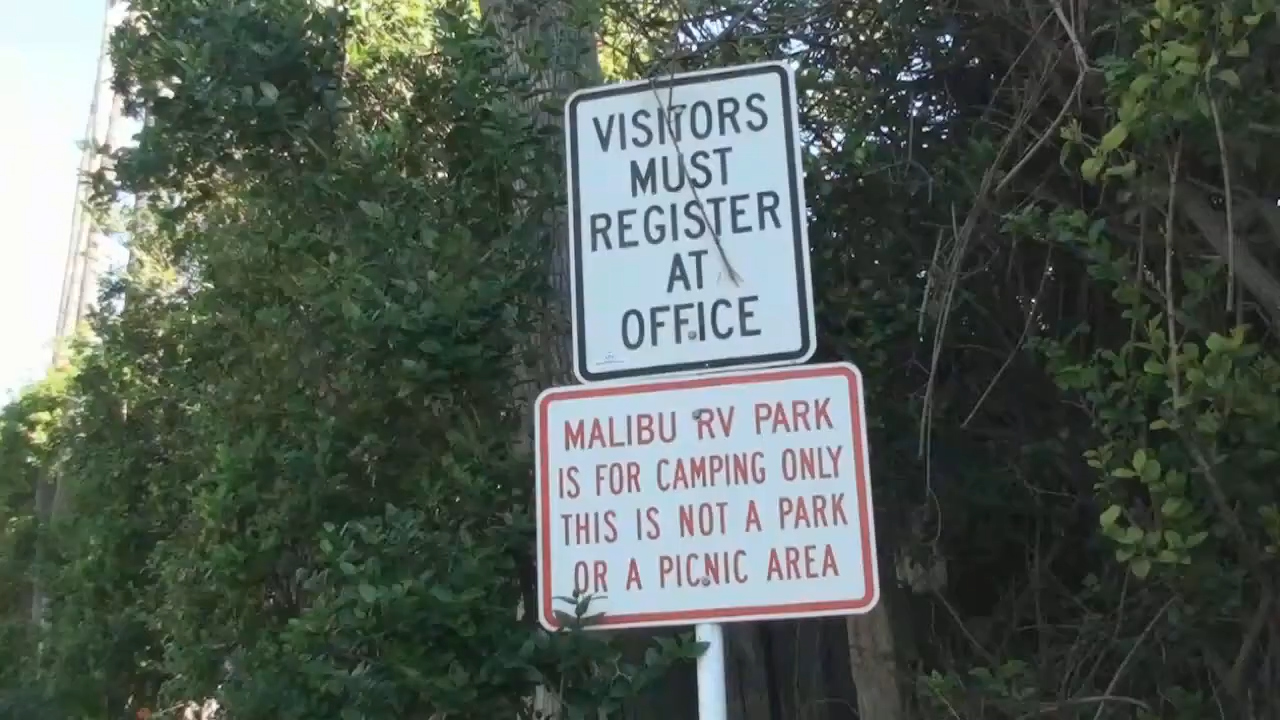 VISITORS
MUST
REGISTER
AT
OFFICE
MALIBU RV PARK
IS FOR CAMPING ONLY
THIS IS NOT A PARK
OR A PICNIC AREA